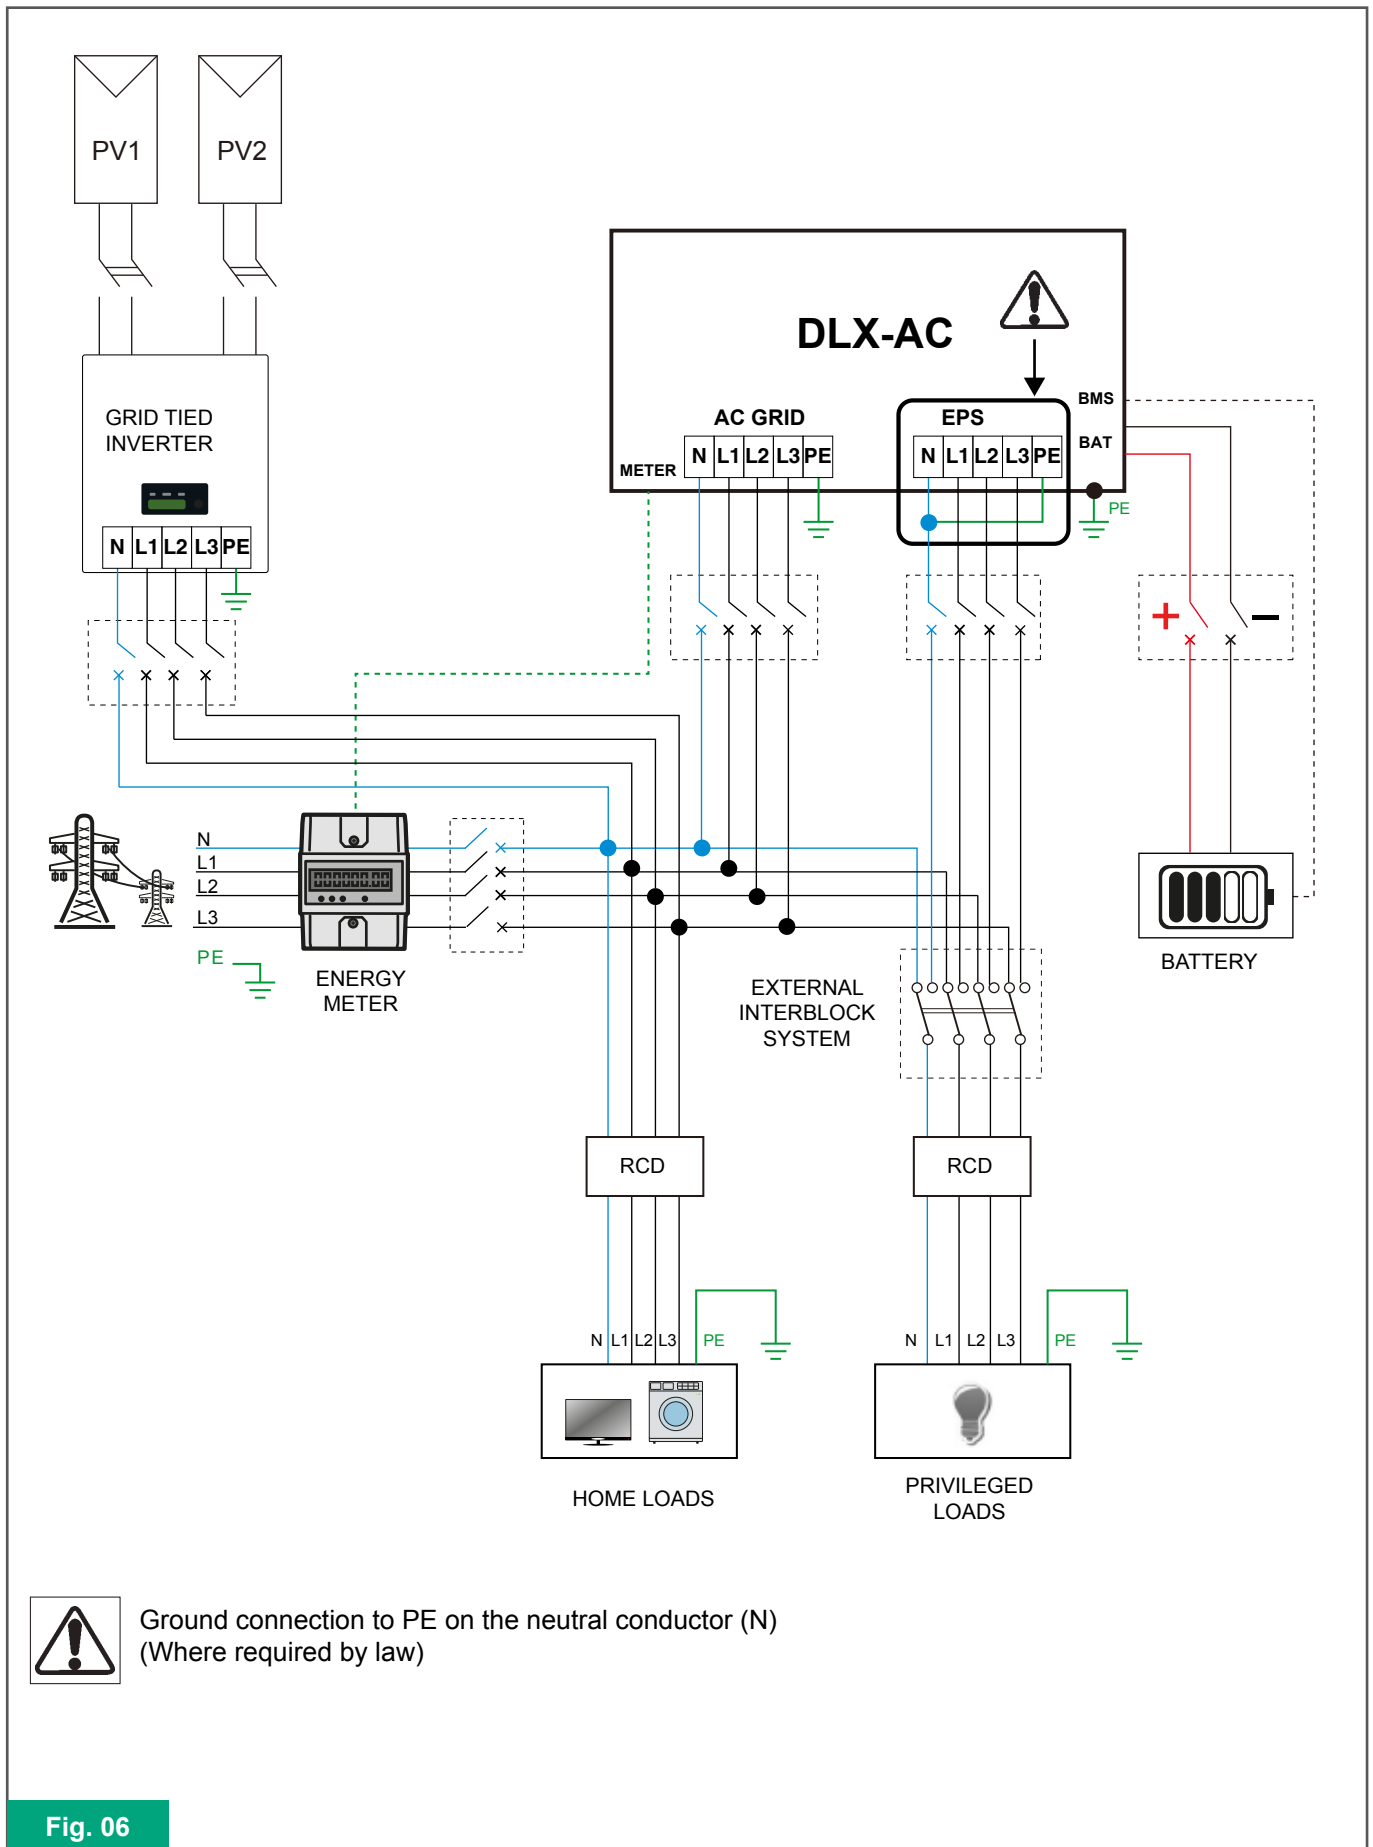 PV1
PV2
GRID TIED
INVERTER
N L1 L2 L3 PE
DLX-AC
AC GRID
METER
N L1 L2 L3 PE
EPS
N L1 L2 L3 PE
BMS
BAT
PE
+
−
N
L1
L2
L3
PE
000000.00
ENERGY
METER
EXTERNAL
INTERBLOCK
SYSTEM
BATTERY
RCD
RCD
N L1 L2 L3 PE
N L1 L2 L3 PE
HOME LOADS
PRIVILEGED
LOADS
Ground connection to PE on the neutral conductor (N)
(Where required by law)
Fig. 06